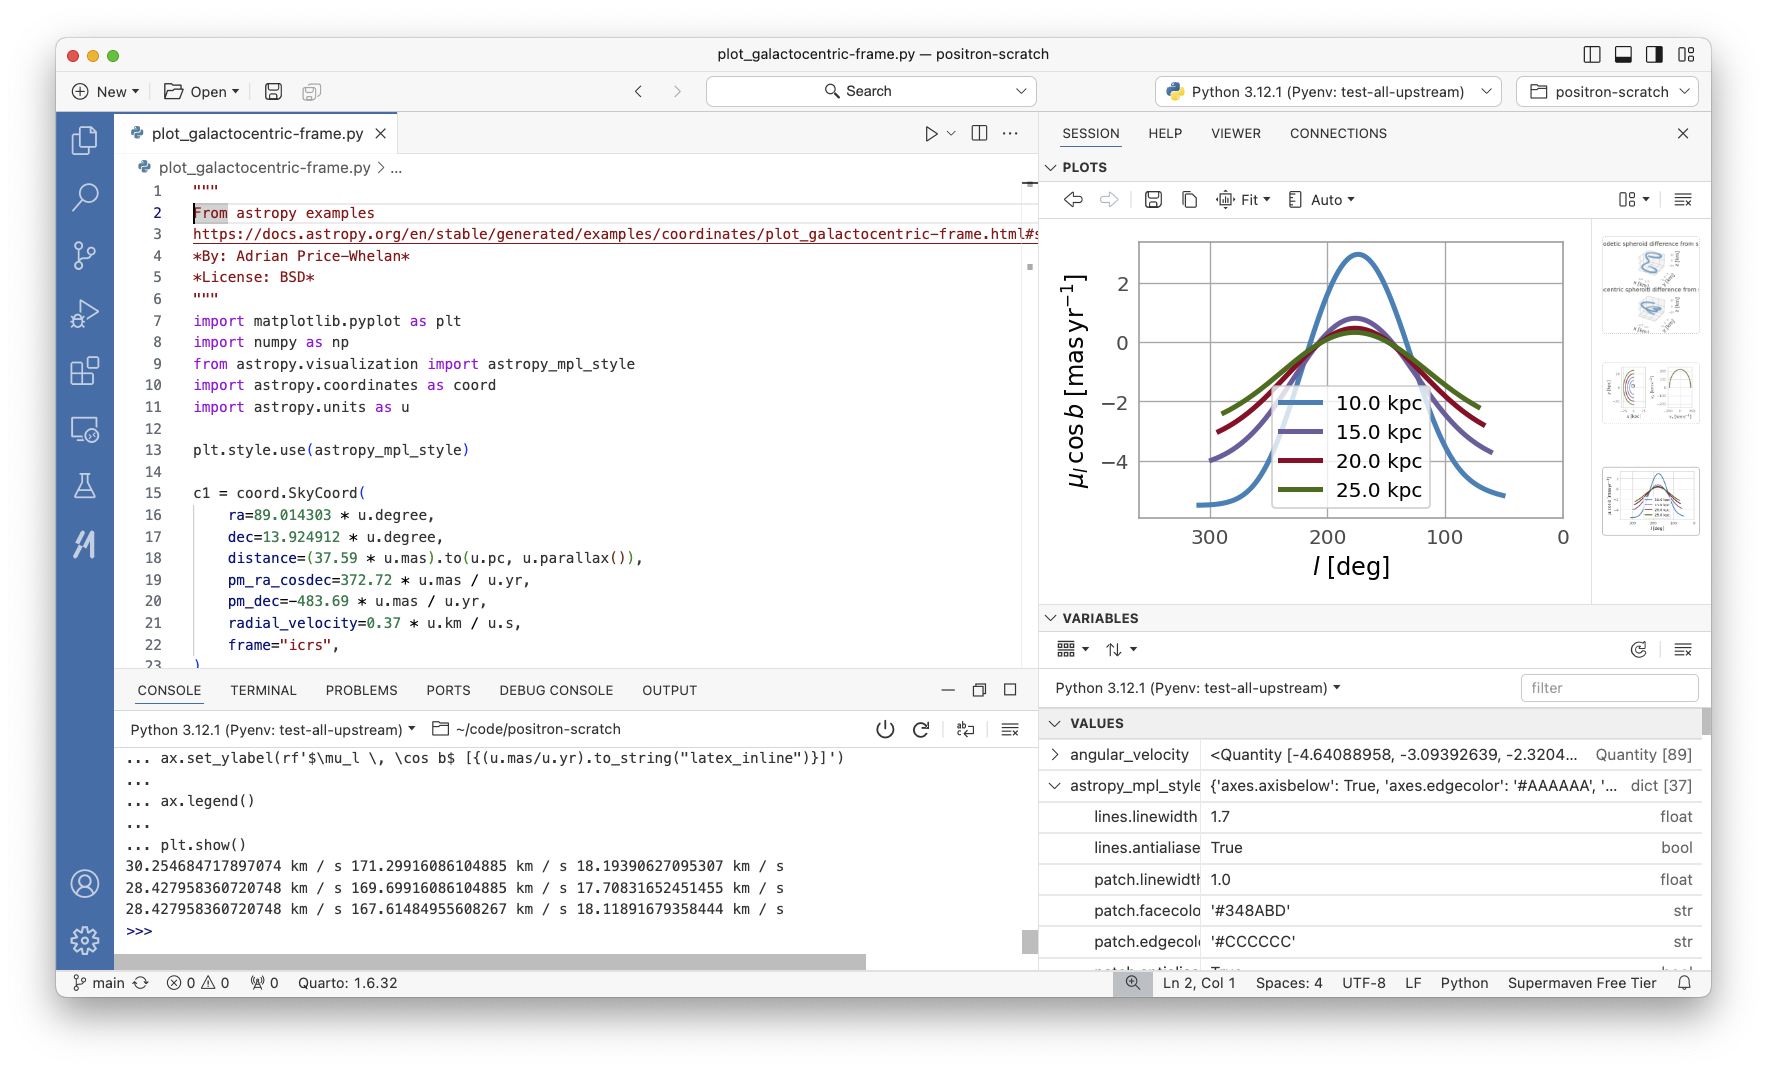 plot_galactocentric-frame.py — positron-scratch
New
Open
Search
Python 3.12.1 (Pyenv: test-all-upstream)
positron-scratch
plot_galactocentric-frame.py
plot_galactocentric-frame.py > ...
1 """
2 From astropy examples
3 https://docs.astropy.org/en/stable/generated/examples/coordinates/plot_galactocentric-frame.html#s
4 *By: Adrian Price-Whelan*
5 *License: BSD*
6 """
7 import matplotlib.pyplot as plt
8 import numpy as np
9 from astropy.visualization import astropy_mpl_style
10 import astropy.coordinates as coord
11 import astropy.units as u
12
13 plt.style.use(astropy_mpl_style)
14
15 c1 = coord.SkyCoord(
16 ra=89.014303 * u.degree,
17 dec=13.924912 * u.degree,
18 distance=(37.59 * u.mas).to(u.pc, u.parallax()),
19 pm_ra_cosdec=372.72 * u.mas / u.yr,
20 pm_dec=-483.69 * u.mas / u.yr,
21 radial_velocity=0.37 * u.km / u.s,
22 frame="icrs",
23 )
CONSOLE TERMINAL PROBLEMS PORTS DEBUG CONSOLE OUTPUT
Python 3.12.1 (Pyenv: test-all-upstream) ~/code/positron-scratch
... ax.set_ylabel(rf'$\mu_l \, \cos b$ [{(u.mas/u.yr).to_string("latex_inline")}]')
...
... ax.legend()
...
... plt.show()
30.254684717897074 km / s 171.29916086104885 km / s 18.19390627095307 km / s
28.427958360720748 km / s 169.69916086104885 km / s 17.70831652451455 km / s
28.427958360720748 km / s 167.61484955608267 km / s 18.11891679358444 km / s
>>>
SESSION HELP VIEWER CONNECTIONS
PLOTS
Fit Auto
μl cos b [mas yr−1]
2
0
−2
−4
10.0 kpc
15.0 kpc
20.0 kpc
25.0 kpc
300 200 100 0
l [deg]
odetic spheroid difference from s
centric spheroid difference from
VARIABLES
Python 3.12.1 (Pyenv: test-all-upstream)
filter
VALUES
angular_velocity <Quantity [-4.64088958, -3.09392639, -2.3204... Quantity [89]
astropy_mpl_style {'axes.axisbelow': True, 'axes.edgecolor': '#AAAAAA', '... dict [37]
lines.linewidth 1.7 float
lines.antialiase True bool
patch.linewidth 1.0 float
patch.facecolo '#348ABD' str
patch.edgecol '#CCCCCC' str
main 0 0 0 Quarto: 1.6.32
Ln 2, Col 1 Spaces: 4 UTF-8 LF Python Supermaven Free Tier